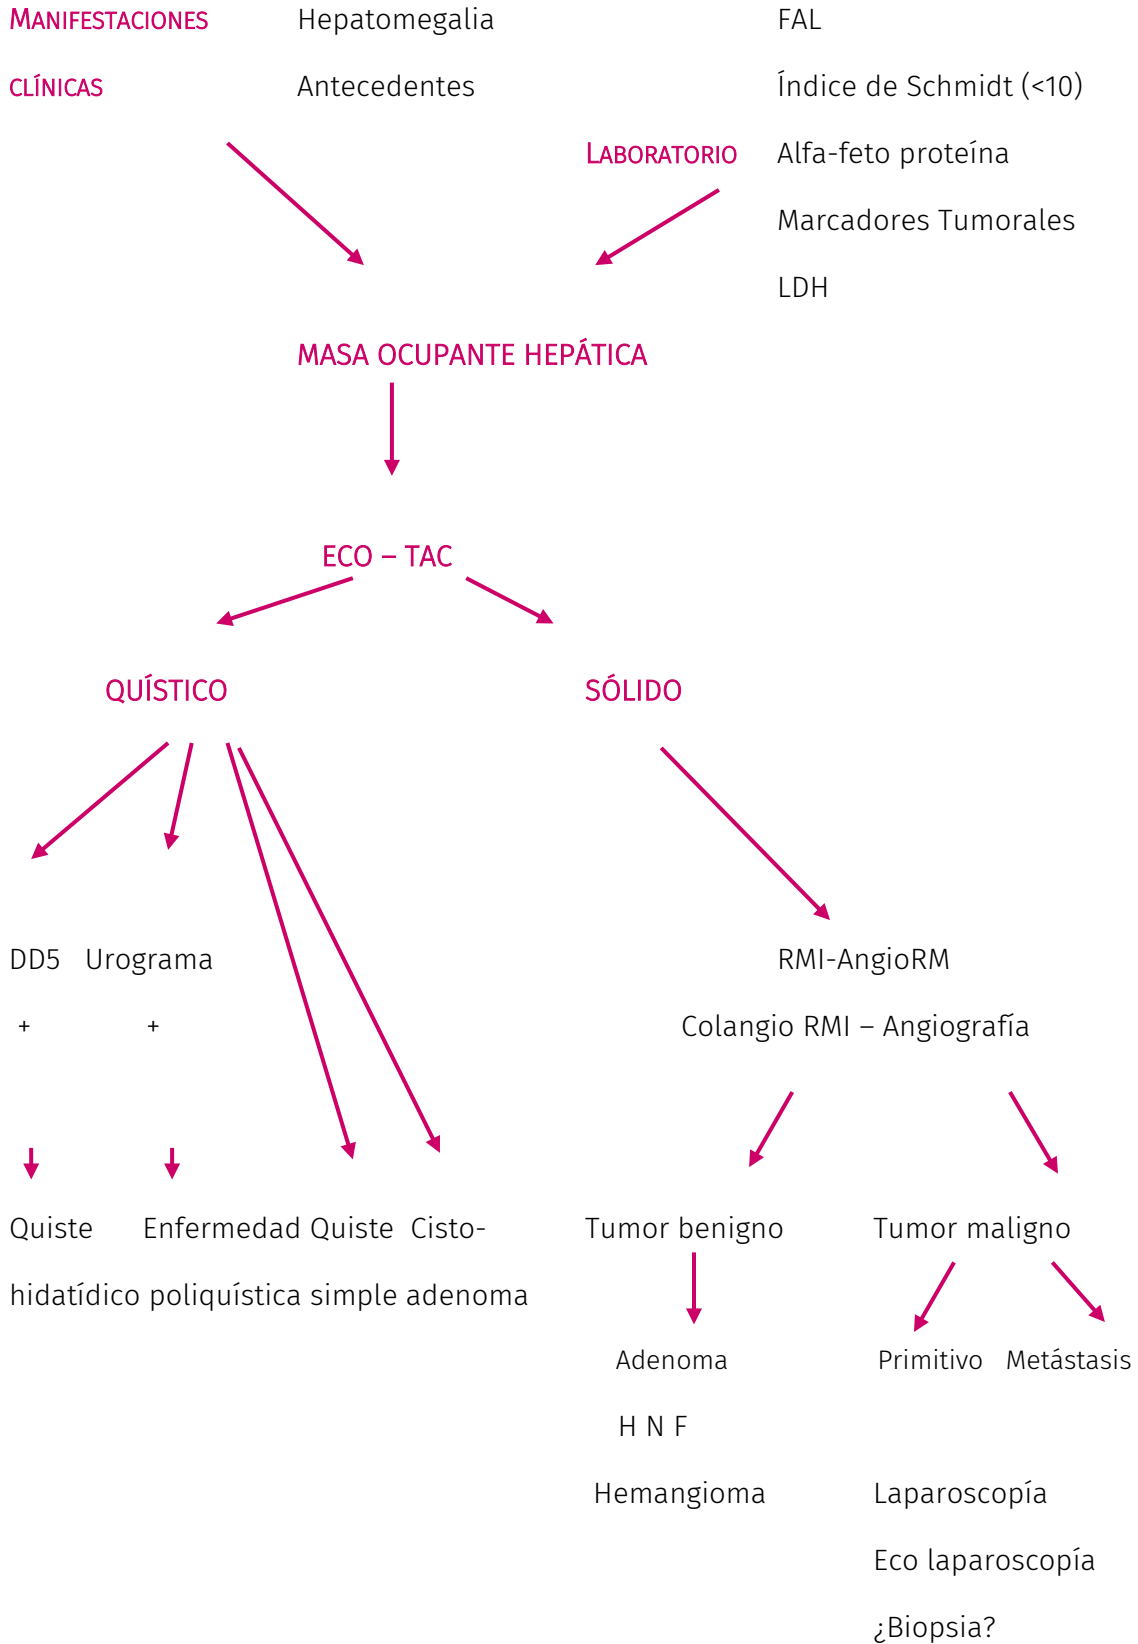 MANIFESTACIONES Hepatomegalia FAL
CLÍNICAS Antecedentes Índice de Schmidt (<10)
LABORATORIO Alfa-feto proteína
Marcadores Tumorales
LDH
MASA OCUPANTE HEPÁTICA
ECO – TAC
QUÍSTICO SÓLIDO
DD5 Urograma RMI-AngioRM
+ + Colangio RMI – Angiografía
Quiste Enfermedad Quiste Cisto- Tumor benigno Tumor maligno
hidatídico poliquística simple adenoma
Adenoma Primitivo Metástasis
H N F
Hemangioma Laparoscopía
Eco laparoscopía
¿Biopsia?